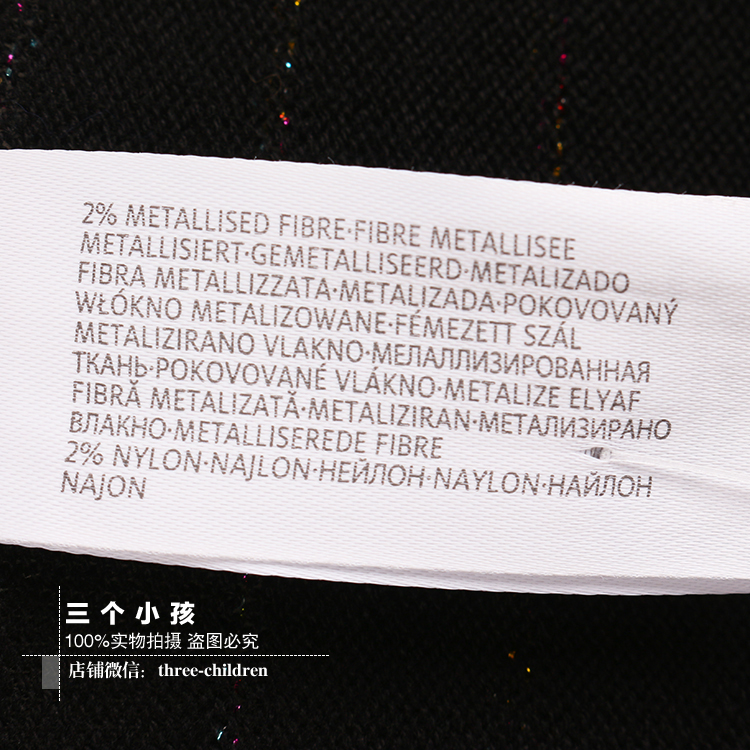 2% METALLISED FIBRE·FIBRE METALLISEE
METALLISIERT·GEMETALLISEERD·METALIZADO
FIBRA METALLIZZATA·METALIZADA·POKOVOVANÝ
WŁÓKNO METALIZOWANE·FÉMEZETT SZÁL
METALIZIRANO VLAKNO·МЕЛАЛЛИЗИРОВАННАЯ
ТКАНЬ·POKOVOVANÉ VLÁKNO·METALIZE ELYAF
FIBRĂ METALIZATĂ·METALIZIRAN·МЕТАЛИЗИРАНО
ВЛАКНО·METALLISEREDE FIBRE
2% NYLON·NAJLON·НЕЙЛОН·NAYLON·НАЙЛОН
NAJON
三个小孩
100%实物拍摄 盗图必究
店铺微信：three-children